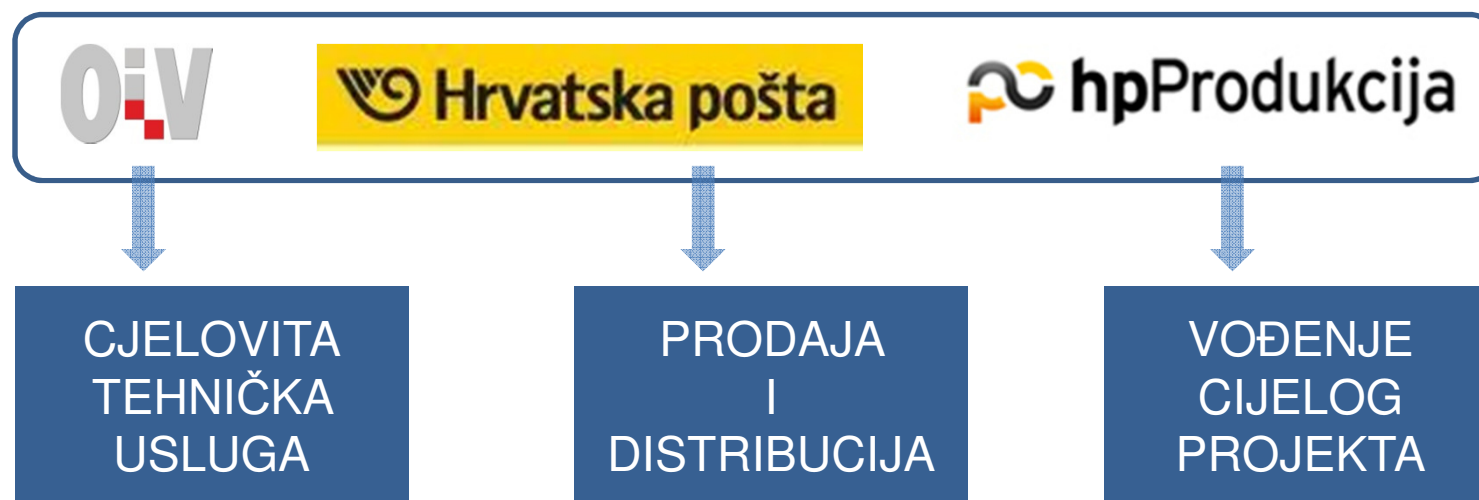 OiV
Hrvatska pošta
hpProdukcija
CJELOVITA
TEHNIČKA
USLUGA
PRODAJA
I
DISTRIBUCIJA
VOĐENJE
CIJELOG
PROJEKTA